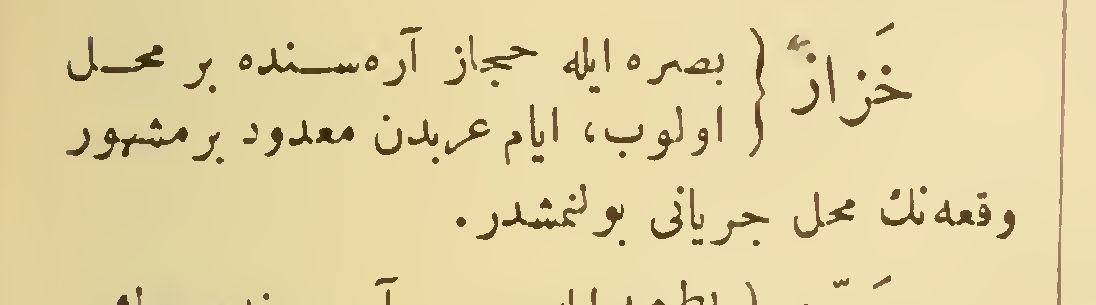 خَزازٌ { بصره ایله حجاز آره‌سنده بر محل
اولوب، ایام عربدن معدود بر مشهور
وقعه‌نك محل جریانی بولنمشدر.